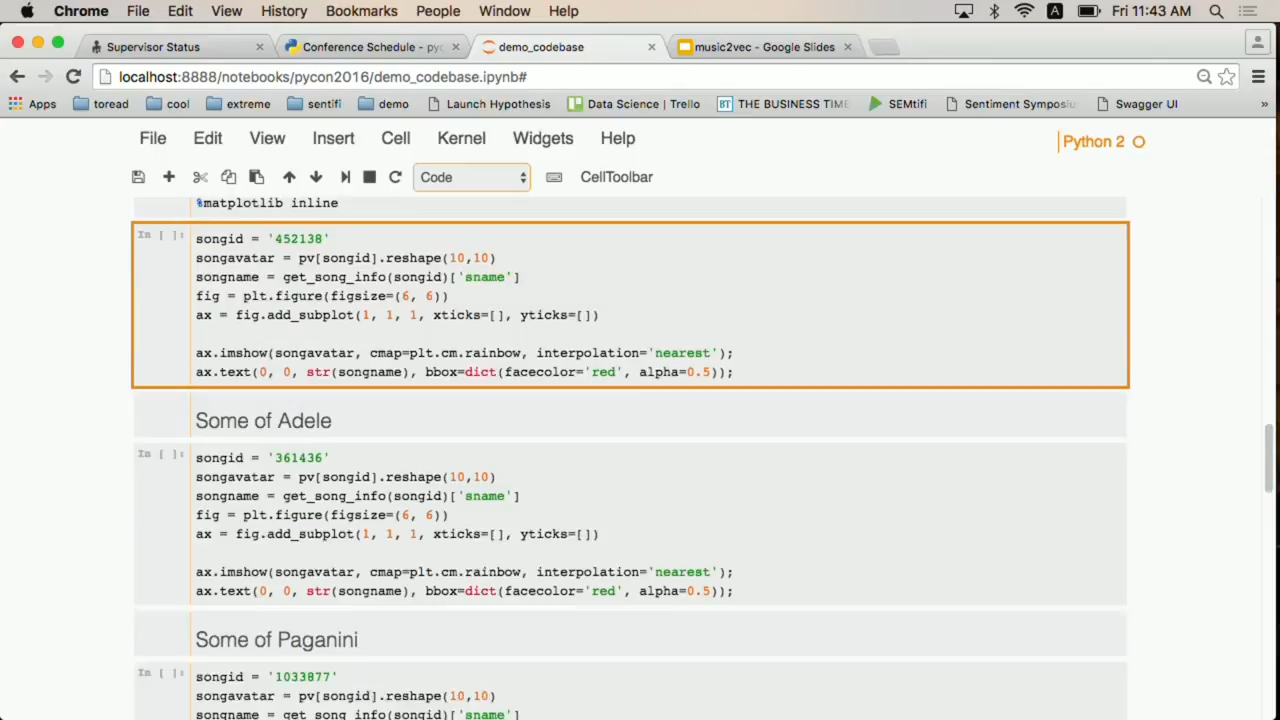 Chrome File Edit View History Bookmarks People Window Help A Fri 11:43 AM
Supervisor Status × Conference Schedule - pyc × demo_codebase × music2vec - Google Slides ×
localhost:8888/notebooks/pycon2016/demo_codebase.ipynb#
Apps toread cool extreme sentifi demo Launch Hypothesis Data Science | Trello BT THE BUSINESS TIME SEMtifi Sentiment Symposiu Swagger UI »
File Edit View Insert Cell Kernel Widgets Help Python 2
Code CellToolbar
%matplotlib inline
In [ ]: songid = '452138'
songavatar = pv[songid].reshape(10,10)
songname = get_song_info(songid)['sname']
fig = plt.figure(figsize=(6, 6))
ax = fig.add_subplot(1, 1, 1, xticks=[], yticks=[])
ax.imshow(songavatar, cmap=plt.cm.rainbow, interpolation='nearest');
ax.text(0, 0, str(songname), bbox=dict(facecolor='red', alpha=0.5));
Some of Adele
In [ ]: songid = '361436'
songavatar = pv[songid].reshape(10,10)
songname = get_song_info(songid)['sname']
fig = plt.figure(figsize=(6, 6))
ax = fig.add_subplot(1, 1, 1, xticks=[], yticks=[])
ax.imshow(songavatar, cmap=plt.cm.rainbow, interpolation='nearest');
ax.text(0, 0, str(songname), bbox=dict(facecolor='red', alpha=0.5));
Some of Paganini
In [ ]: songid = '1033877'
songavatar = pv[songid].reshape(10,10)
songname = get_song_info(songid)['sname']